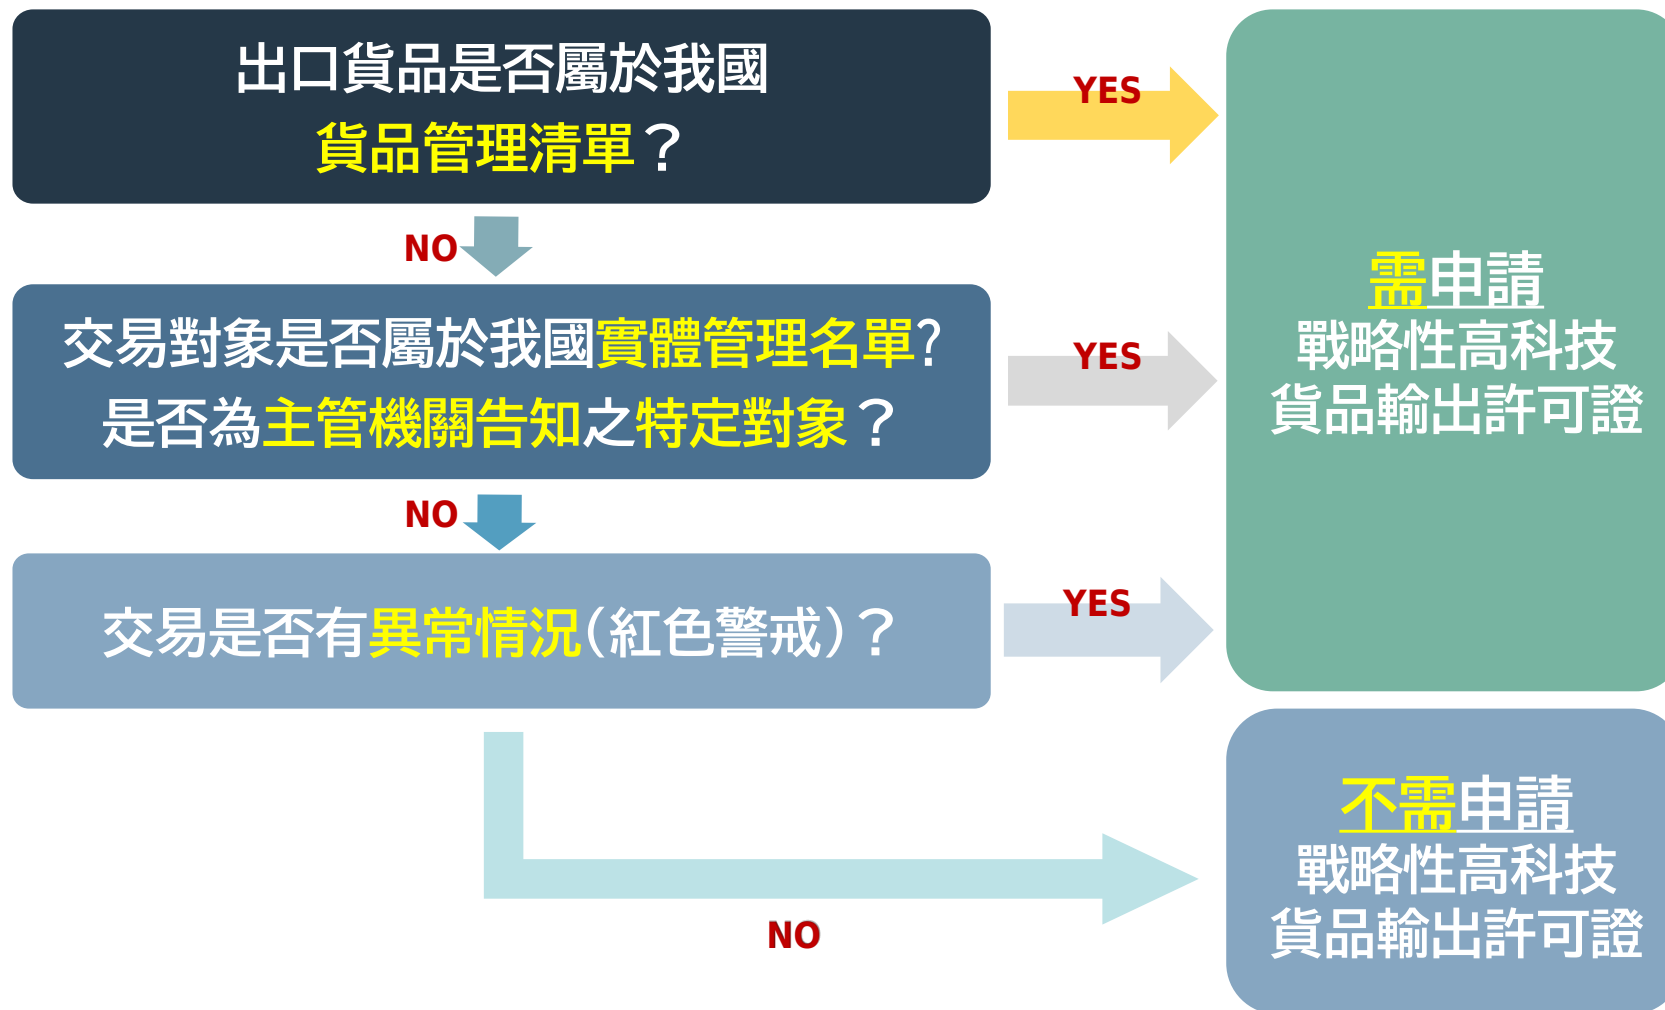 出口貨品是否屬於我國
貨品管理清單？
YES
NO
交易對象是否屬於我國實體管理名單?
是否為主管機關告知之特定對象？
YES
NO
交易是否有異常情況(紅色警戒)？
YES
需申請
戰略性高科技
貨品輸出許可證
NO
不需申請
戰略性高科技
貨品輸出許可證